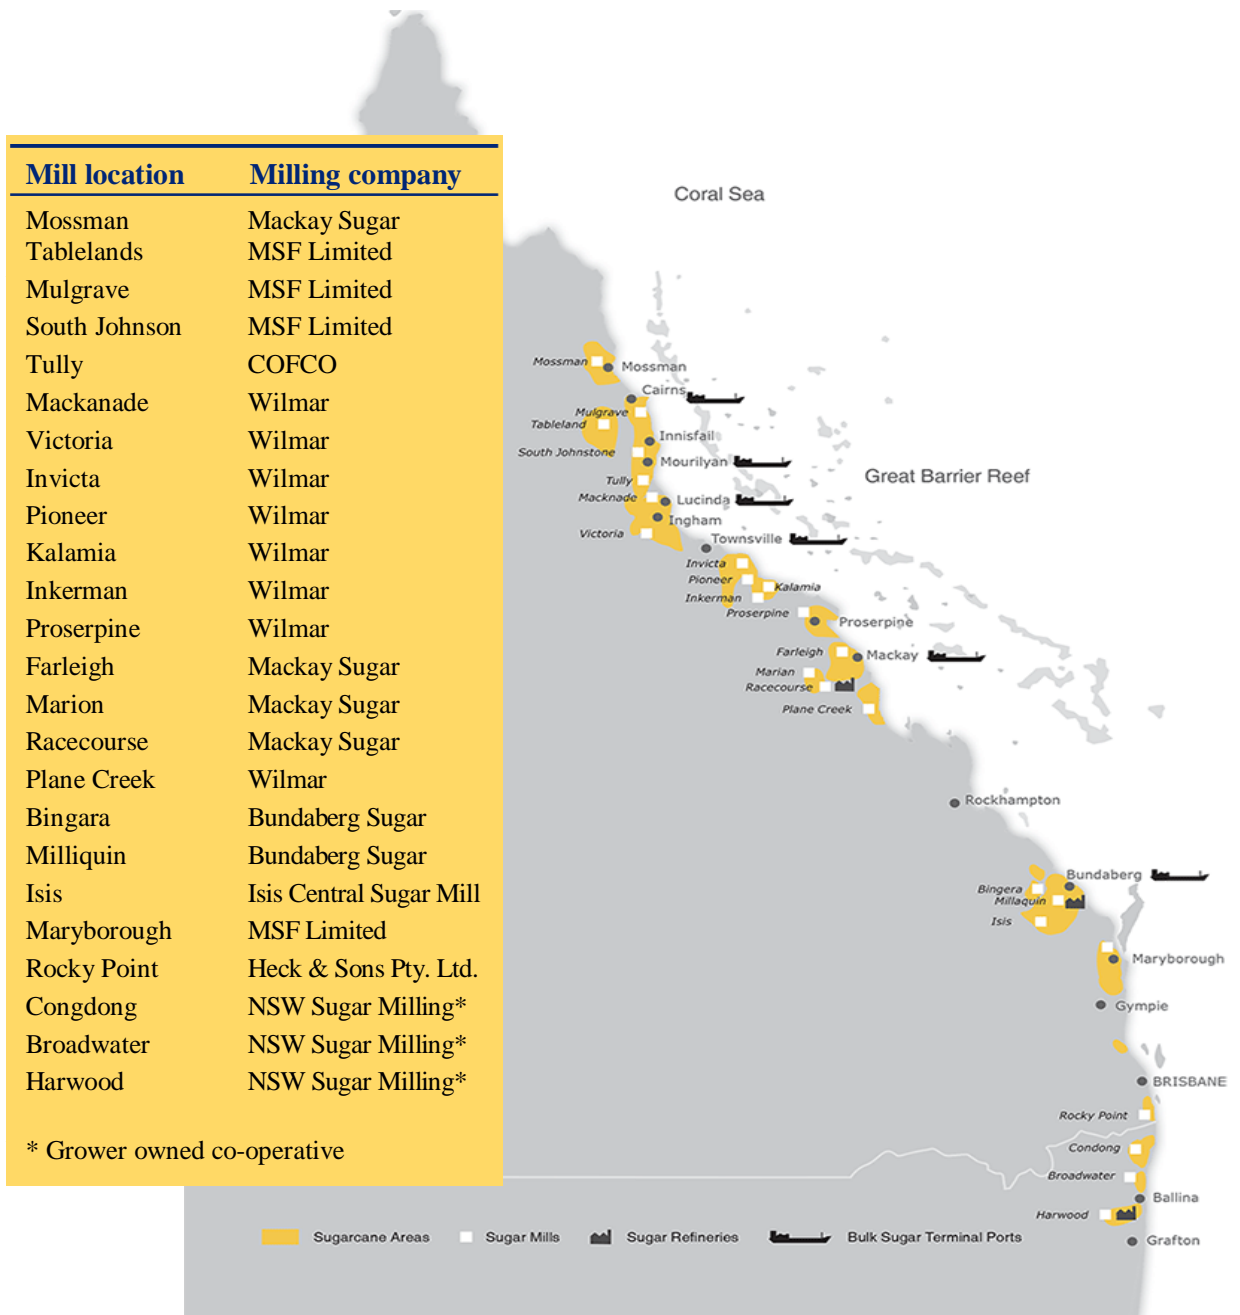 Mill location Milling company
Mossman Mackay Sugar
Tablelands MSF Limited
Mulgrave MSF Limited
South Johnson MSF Limited
Tully COFCO
Mackanade Wilmar
Victoria Wilmar
Invicta Wilmar
Pioneer Wilmar
Kalamia Wilmar
Inkerman Wilmar
Proserpine Wilmar
Farleigh Mackay Sugar
Marion Mackay Sugar
Racecourse Mackay Sugar
Plane Creek Wilmar
Bingara Bundaberg Sugar
Milliquin Bundaberg Sugar
Isis Isis Central Sugar Mill
Maryborough MSF Limited
Rocky Point Heck & Sons Pty. Ltd.
Congdong NSW Sugar Milling*
Broadwater NSW Sugar Milling*
Harwood NSW Sugar Milling*
* Grower owned co-operative
Coral Sea
Mossman
Mossman
Cairns
Mulgrave
Tableland
Innisfail
South Johnstone
Mourilyan
Great Barrier Reef
Tully
Macknade
Lucinda
Ingham
Victoria
Townsville
Invicta
Pioneer
Kalamia
Inkerman
Proserpine
Proserpine
Farleigh
Mackay
Marian
Racecourse
Plane Creek
Rockhampton
Bundaberg
Bingera
Millaquin
Isis
Maryborough
Gympie
BRISBANE
Rocky Point
Condong
Broadwater
Ballina
Harwood
Grafton
Sugarcane Areas Sugar Mills Sugar Refineries Bulk Sugar Terminal Ports